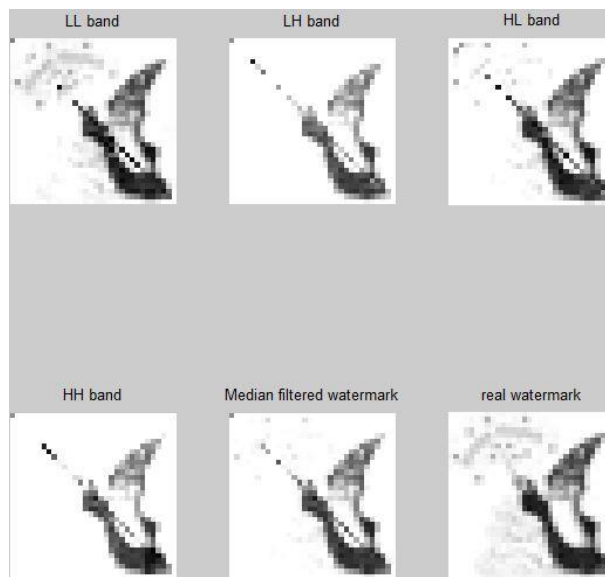 LL band
LH band
HL band
HH band
Median filtered watermark
real watermark